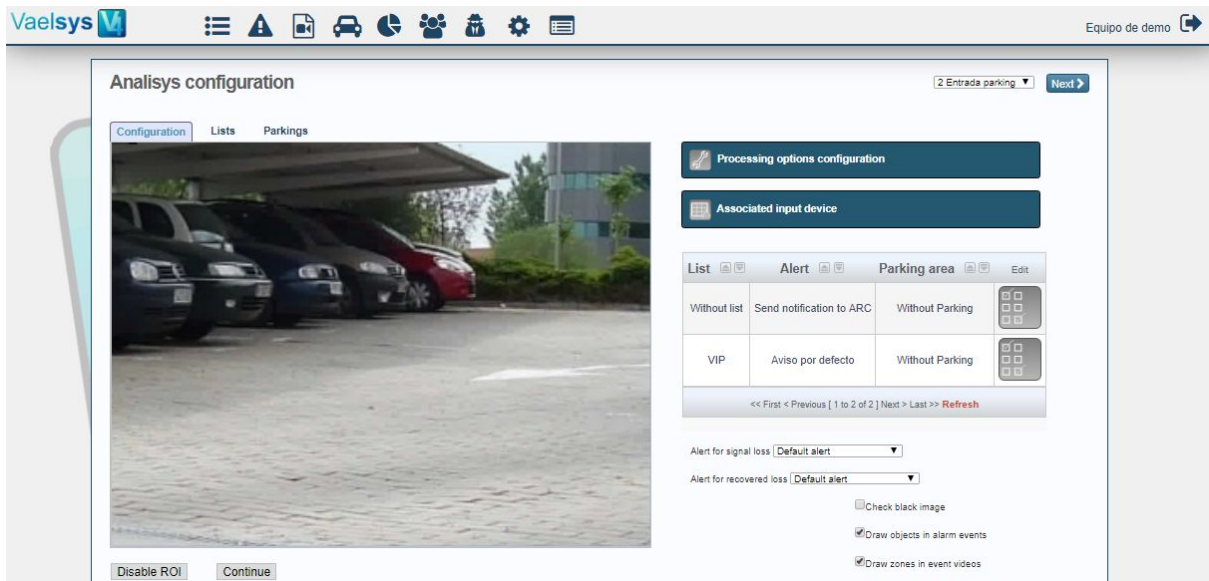 Vaelsys V4
Equipo de demo
Analisys configuration
2 Entrada parking
Next
Configuration Lists Parkings
Processing options configuration
Associated input device
List Alert Parking area Edit
Without list Send notification to ARC Without Parking
VIP Aviso por defecto Without Parking
<< First < Previous [ 1 to 2 of 2 ] Next > Last >> Refresh
Alert for signal loss Default alert
Alert for recovered loss Default alert
Check black image
Draw objects in alarm events
Draw zones in event videos
Disable ROI Continue